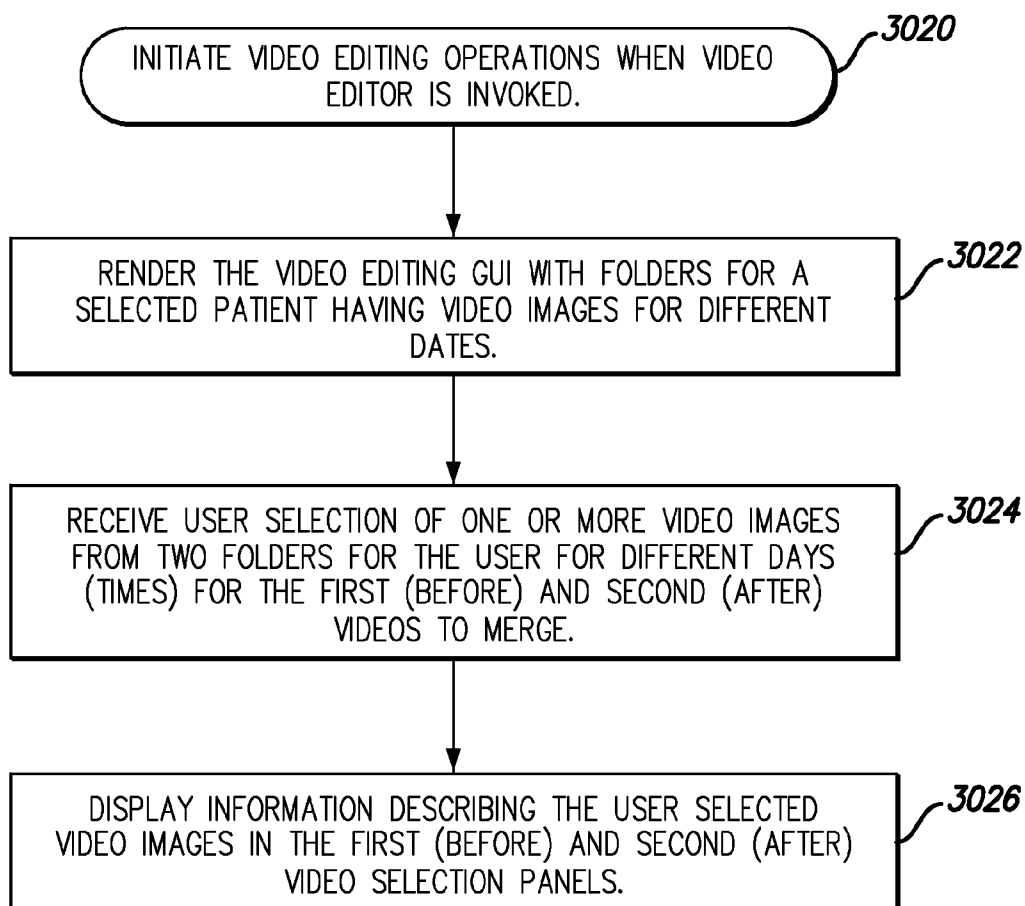 3020
INITIATE VIDEO EDITING OPERATIONS WHEN VIDEO
EDITOR IS INVOKED.
3022
RENDER THE VIDEO EDITING GUI WITH FOLDERS FOR A
SELECTED PATIENT HAVING VIDEO IMAGES FOR DIFFERENT
DATES.
3024
RECEIVE USER SELECTION OF ONE OR MORE VIDEO IMAGES
FROM TWO FOLDERS FOR THE USER FOR DIFFERENT DAYS
(TIMES) FOR THE FIRST (BEFORE) AND SECOND (AFTER)
VIDEOS TO MERGE.
3026
DISPLAY INFORMATION DESCRIBING THE USER SELECTED
VIDEO IMAGES IN THE FIRST (BEFORE) AND SECOND (AFTER)
VIDEO SELECTION PANELS.